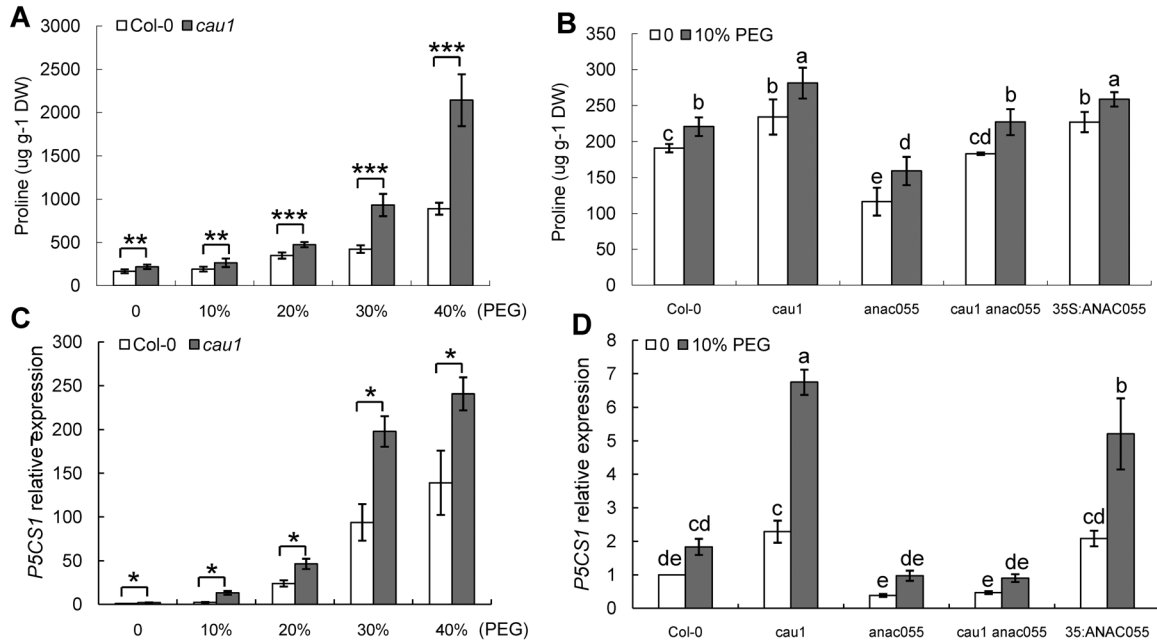 A
Col-0 cau1
Proline (ug g-1 DW)
3000
2500
2000
1500
1000
500
0
** ** *** *** ***
0 10% 20% 30% 40% (PEG)
B
0 10% PEG
Proline (ug g-1 DW)
350
300
250
200
150
100
50
0
c b b a e d cd b b a
Col-0 cau1 anac055 cau1 anac055 35S:ANAC055
C
Col-0 cau1
P5CS1 relative expression
300
250
200
150
100
50
0
* * * * *
0 10% 20% 30% 40% (PEG)
D
0 10% PEG
P5CS1 relative expression
8
7
6
5
4
3
2
1
0
de cd c a e de e de cd b
Col-0 cau1 anac055 cau1 anac055 35:ANAC055